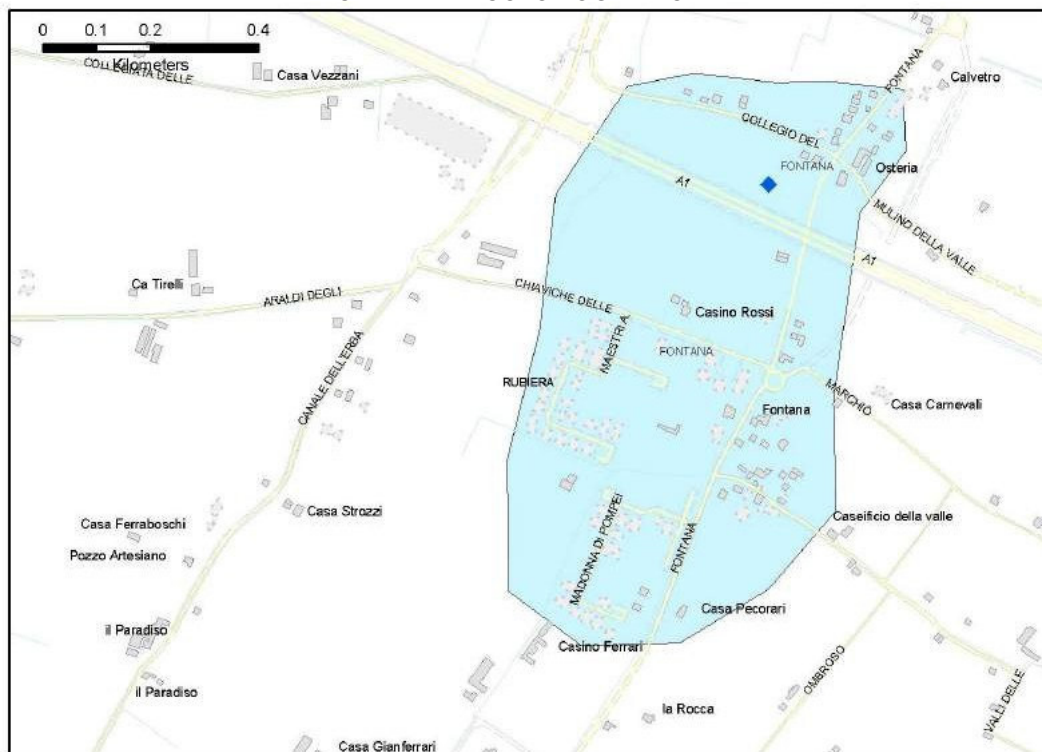 0 0.1 0.2 0.4
Kilometers
COLLEGIATA DELLE
Casa Vezzani
FONTANA
Calvetro
COLLEGIO DEL
FONTANA
Osteria
A1
MULINO DELLA VALLE
A1
Ca Tirelli
ARALDI DEGLI
CHIAVICHE DELLE
Casino Rossi
CANALE DELL'ERBA
NAESTRI A.
FONTANA
RUBIERA
MARCHIO
Casa Carnevali
Fontana
Casa Strozzi
Casa Ferraboschi
Pozzo Artesiano
MADONNA DI POMPEI
FONTANA
Caseificio della valle
il Paradiso
Casa Pecorari
Casino Ferrari
OMBROSO
il Paradiso
la Rocca
VALLI DELLE
Casa Gianferrari